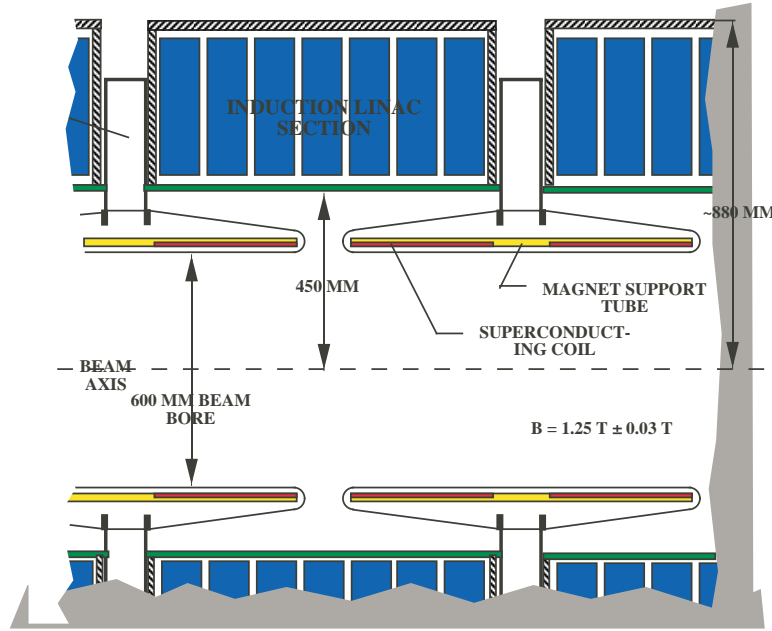 INDUCTION LINAC
SECTION
~880 MM
450 MM
MAGNET SUPPORT
TUBE
SUPERCONDUCT-
ING COIL
BEAM
AXIS
600 MM BEAM
BORE
B = 1.25 T ± 0.03 T